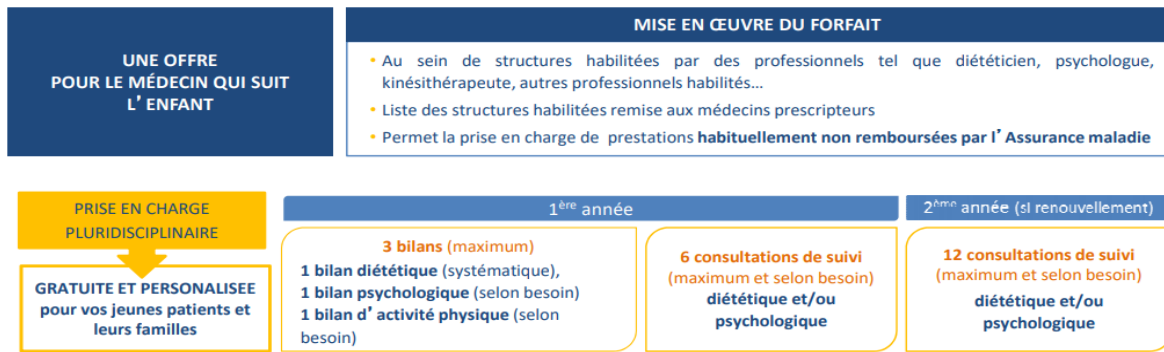 UNE OFFRE
POUR LE MÉDECIN QUI SUIT
L' ENFANT
MISE EN ŒUVRE DU FORFAIT
• Au sein de structures habilitées par des professionnels tel que diététicien, psychologue,
kinésithérapeute, autres professionnels habilités…
• Liste des structures habilitées remise aux médecins prescripteurs
• Permet la prise en charge de prestations habituellement non remboursées par l' Assurance maladie
PRISE EN CHARGE
PLURIDISCIPLINAIRE
GRATUITE ET PERSONALISEE
pour vos jeunes patients et
leurs familles
1ère année
3 bilans (maximum)
1 bilan diététique (systématique),
1 bilan psychologique (selon besoin)
1 bilan d' activité physique (selon
besoin)
6 consultations de suivi
(maximum et selon besoin)
diététique et/ou
psychologique
2ème année (si renouvellement)
12 consultations de suivi
(maximum et selon besoin)
diététique et/ou
psychologique